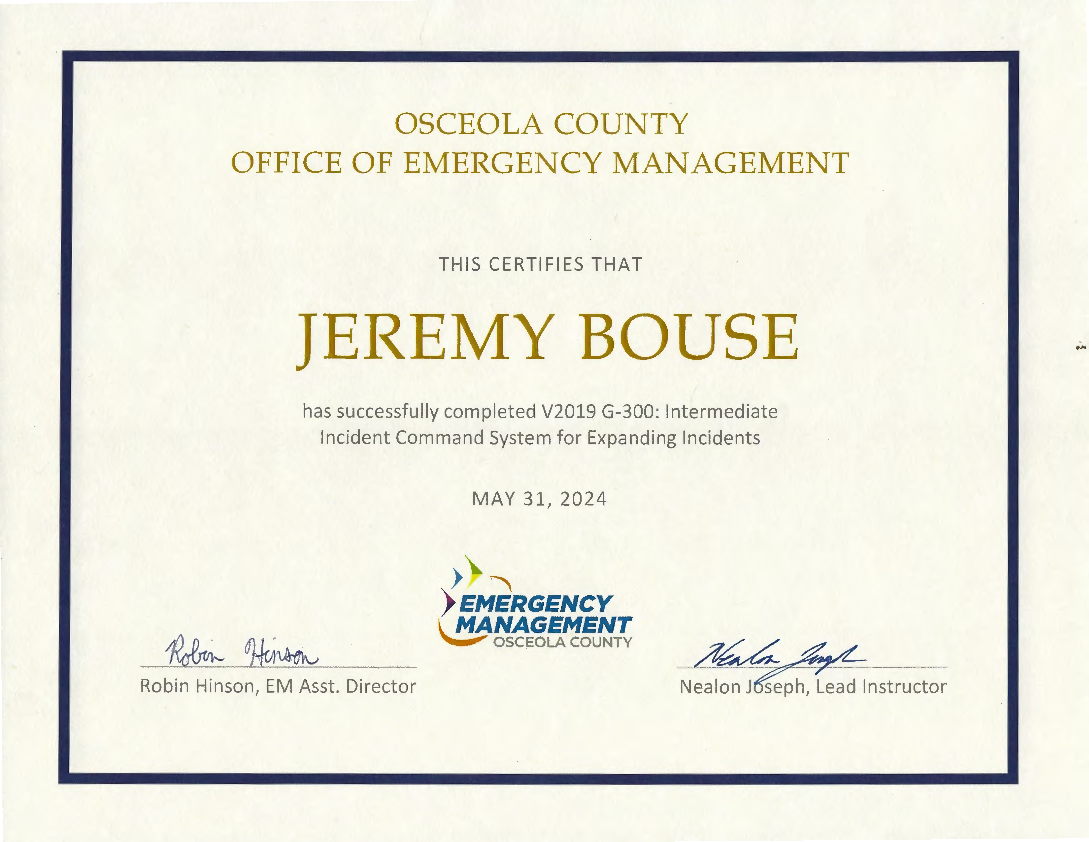 OSCEOLA COUNTY
OFFICE OF EMERGENCY MANAGEMENT
THIS CERTIFIES THAT
JEREMY BOUSE
has successfully completed V2019 G-300: Intermediate
Incident Command System for Expanding Incidents
MAY 31, 2024
EMERGENCY
MANAGEMENT
OSCEOLA COUNTY
Robin Hinson
Robin Hinson, EM Asst. Director
Nealon Joseph
Nealon Joseph, Lead Instructor